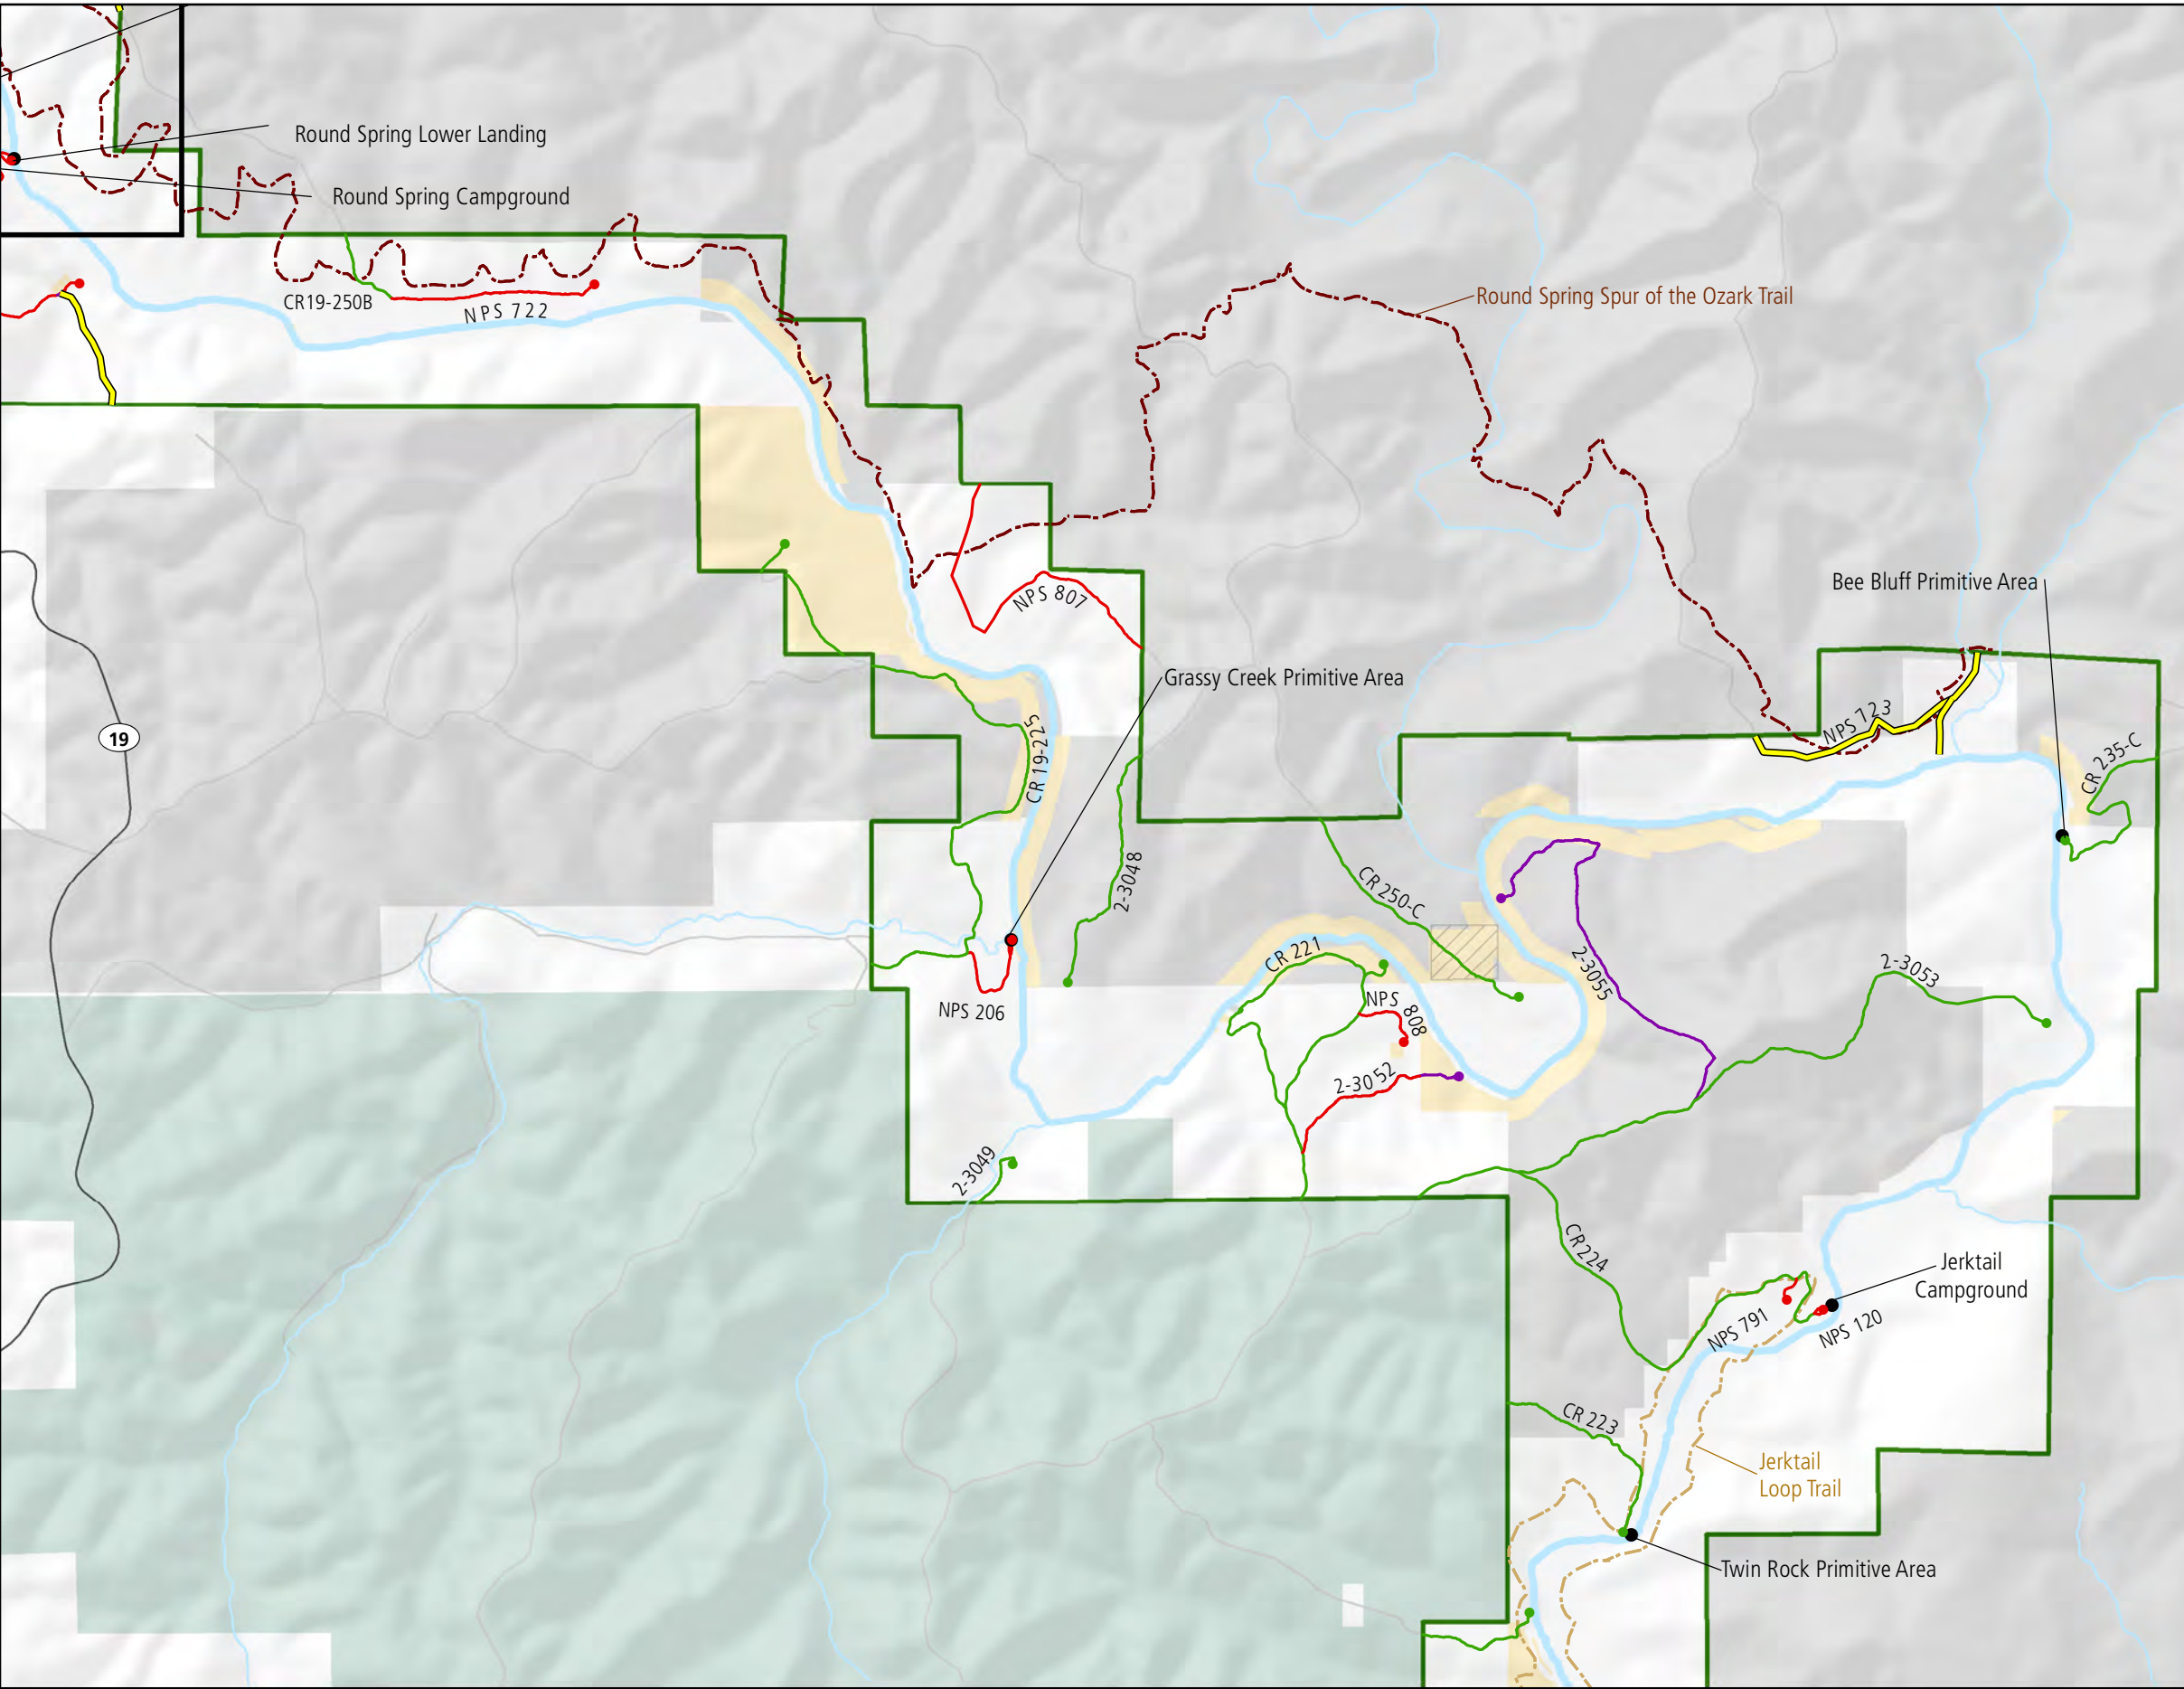 Round Spring Lower Landing
Round Spring Campground
CR19-250B
NPS 722
Round Spring Spur of the Ozark Trail
NPS 807
Bee Bluff Primitive Area
Grassy Creek Primitive Area
19
NPS 723
CR 235-C
CR 19-225
2-3048
CR 250-C
CR 221
2-3055
2-3053
NPS 206
NPS 808
2-3052
2-3049
CR224
Jerktail
Campground
NPS 791
NPS 120
CR 223
Jerktail
Loop Trail
Twin Rock Primitive Area